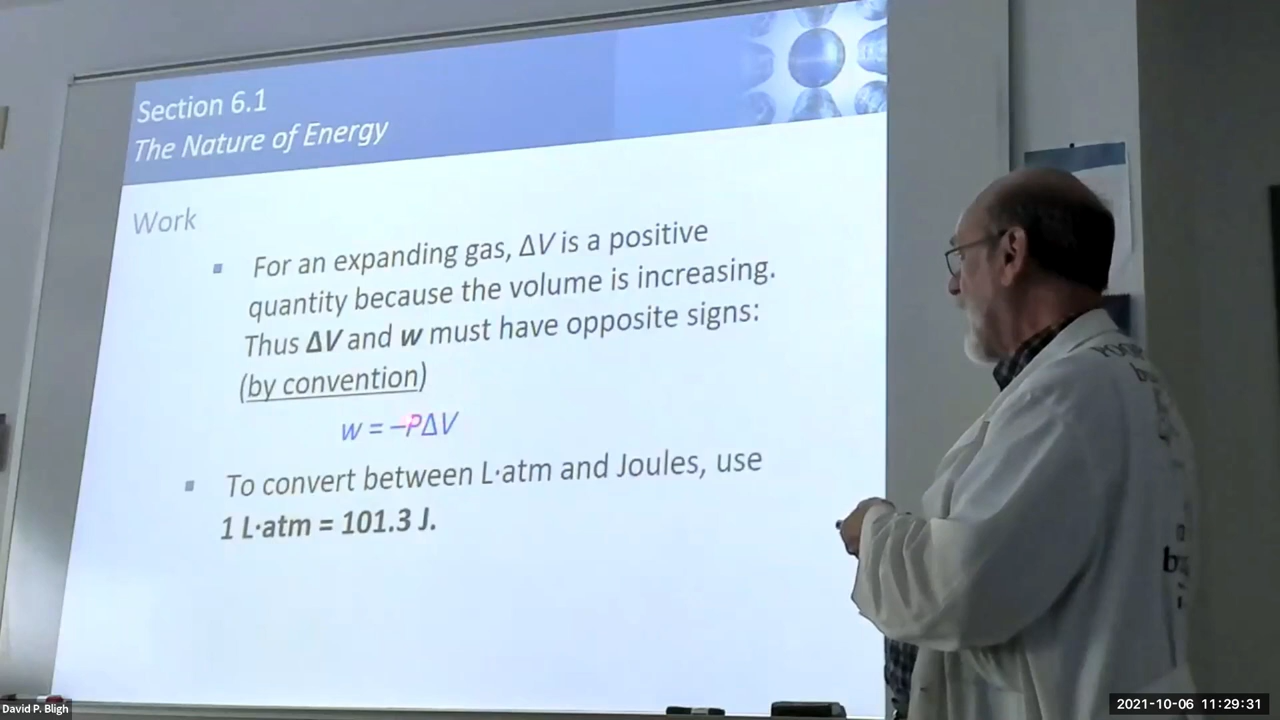 Section 6.1
The Nature of Energy
Work
▪ For an expanding gas, ΔV is a positive
quantity because the volume is increasing.
Thus ΔV and w must have opposite signs:
(by convention)
w = –PΔV
▪ To convert between L·atm and Joules, use
1 L·atm = 101.3 J.
David P. Bligh
2021-10-06 11:29:31